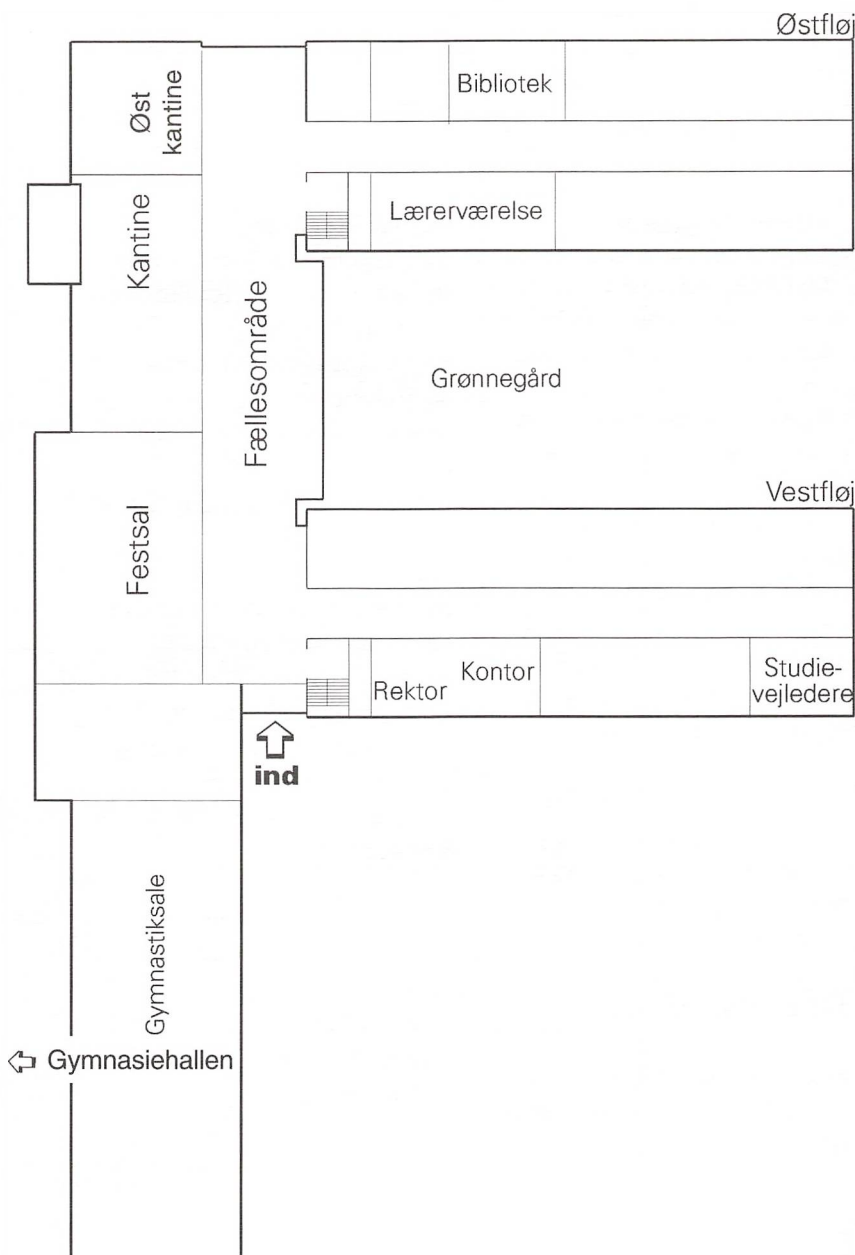 Østfløj
Øst
kantine
Bibliotek
Kantine
Lærerværelse
Fællesområde
Grønnegård
Vestfløj
Festsal
Rektor
Kontor
Studie-
vejledere
ind
Gymnastiksale
Gymnasiehallen